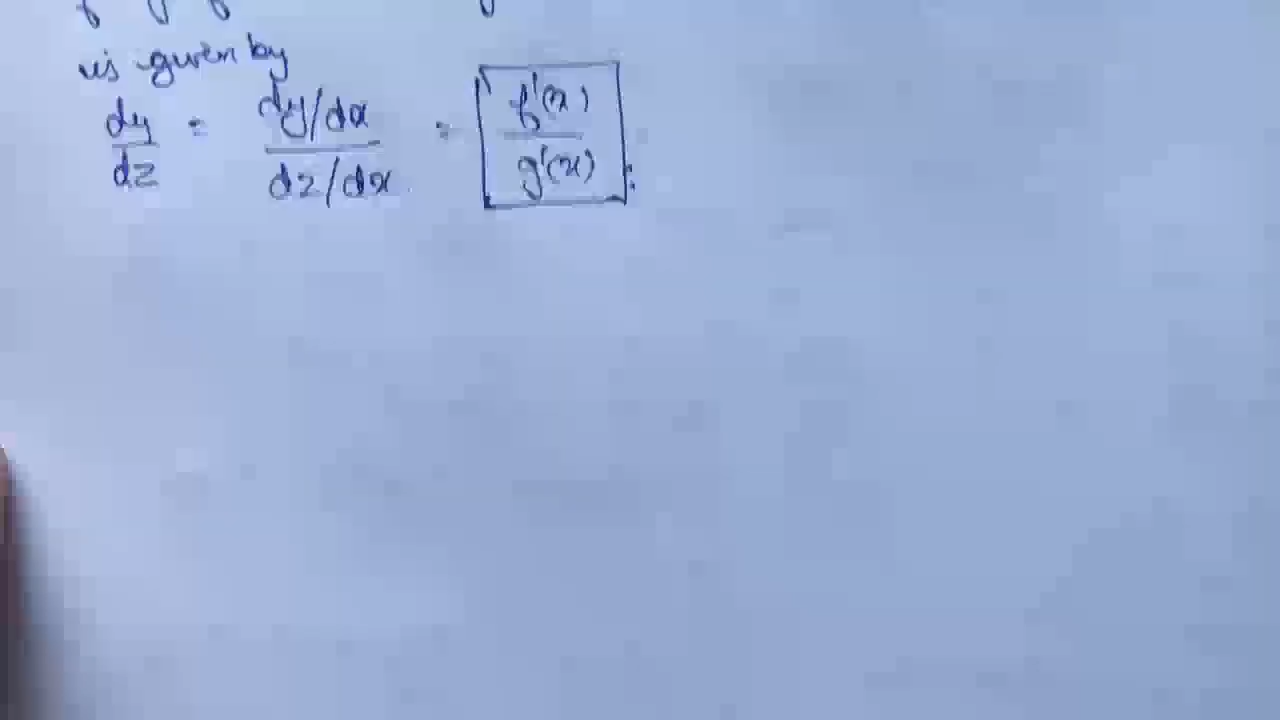 is given by
dy/dz = (dy/dx)/(dz/dx) = f'(x)/g'(x)